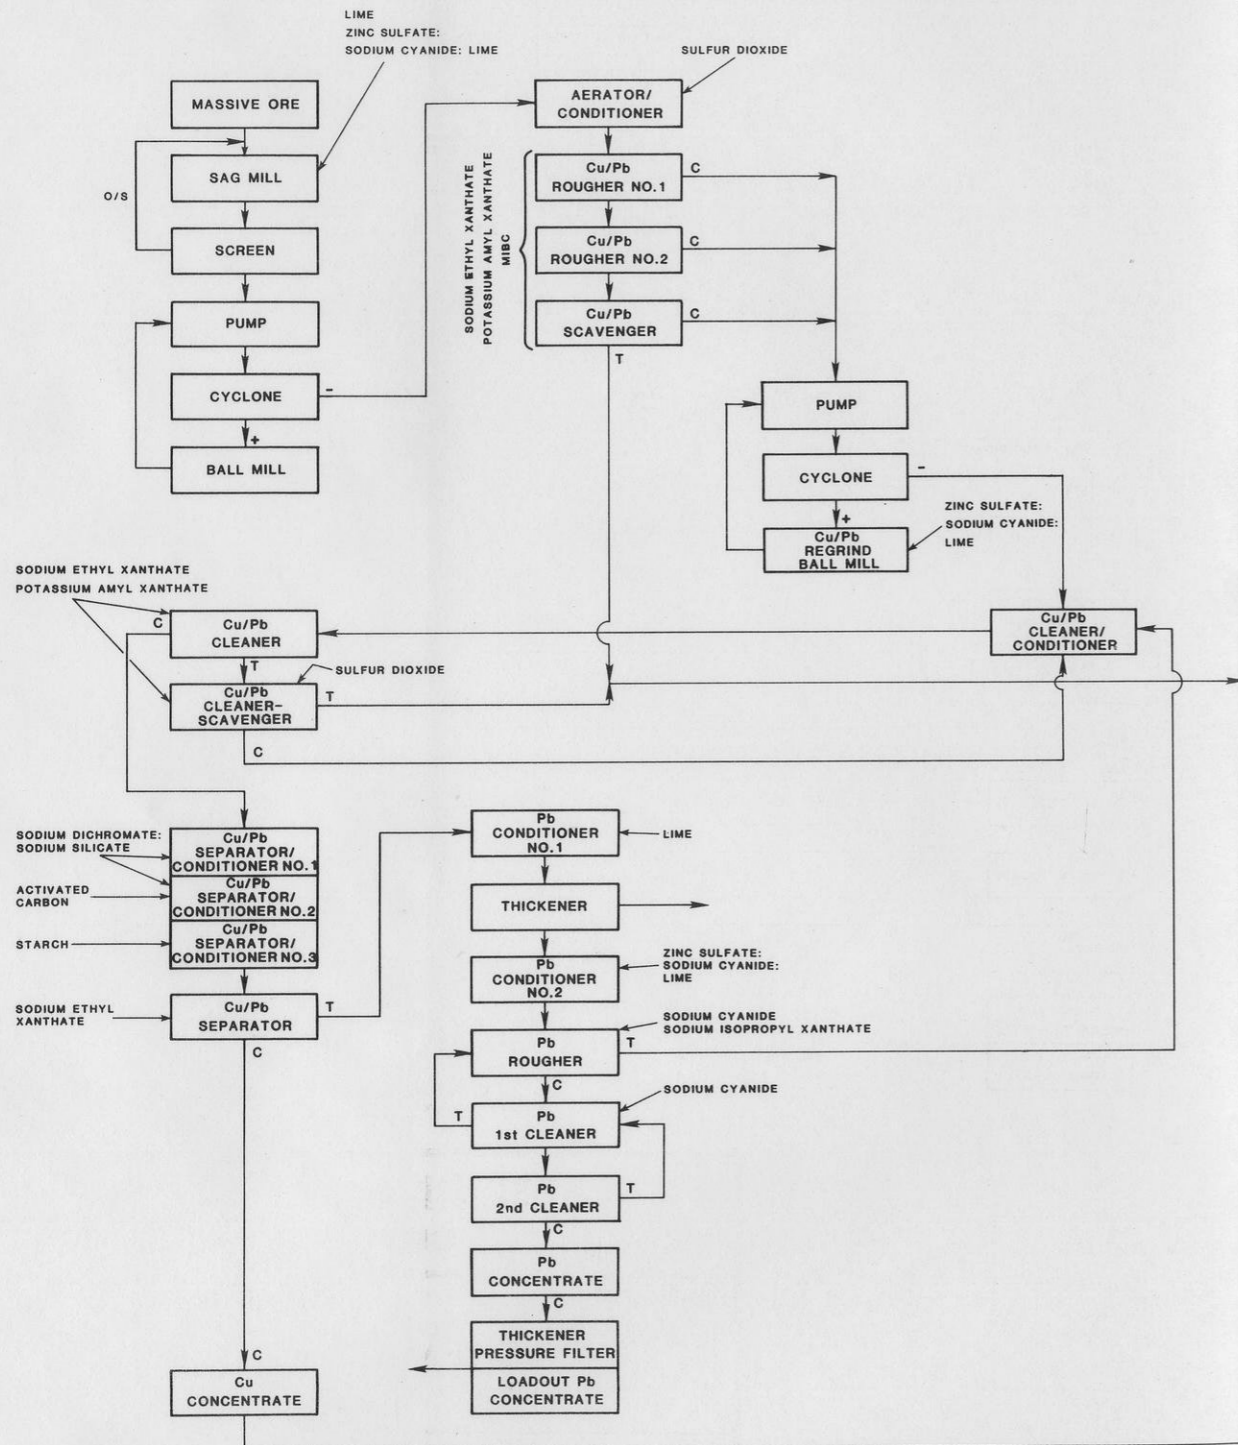 LIME
ZINC SULFATE:
SODIUM CYANIDE: LIME
MASSIVE ORE
O/S
SAG MILL
SCREEN
PUMP
CYCLONE
-
+
BALL MILL
SULFUR DIOXIDE
AERATOR/
CONDITIONER
SODIUM ETHYL XANTHATE
POTASSIUM AMYL XANTHATE
MIBC
Cu/Pb
ROUGHER NO.1
C
Cu/Pb
ROUGHER NO.2
C
Cu/Pb
SCAVENGER
C
T
PUMP
CYCLONE
-
+
Cu/Pb
REGRIND
BALL MILL
ZINC SULFATE:
SODIUM CYANIDE:
LIME
SODIUM ETHYL XANTHATE
POTASSIUM AMYL XANTHATE
C
Cu/Pb
CLEANER
T
Cu/Pb
CLEANER/
CONDITIONER
SULFUR DIOXIDE
Cu/Pb
CLEANER-
SCAVENGER
T
C
SODIUM DICHROMATE:
SODIUM SILICATE
ACTIVATED
CARBON
STARCH
Cu/Pb
SEPARATOR/
CONDITIONER NO.1
Cu/Pb
SEPARATOR/
CONDITIONER NO.2
Cu/Pb
SEPARATOR/
CONDITIONER NO.3
SODIUM ETHYL
XANTHATE
Cu/Pb
SEPARATOR
T
C
C
Cu
CONCENTRATE
Pb
CONDITIONER
NO.1
LIME
THICKENER
Pb
CONDITIONER
NO.2
ZINC SULFATE:
SODIUM CYANIDE:
LIME
SODIUM CYANIDE
SODIUM ISOPROPYL XANTHATE
Pb
ROUGHER
T
C
SODIUM CYANIDE
T
Pb
1st CLEANER
Pb
2nd CLEANER
T
C
Pb
CONCENTRATE
C
THICKENER
PRESSURE FILTER
LOADOUT Pb
CONCENTRATE